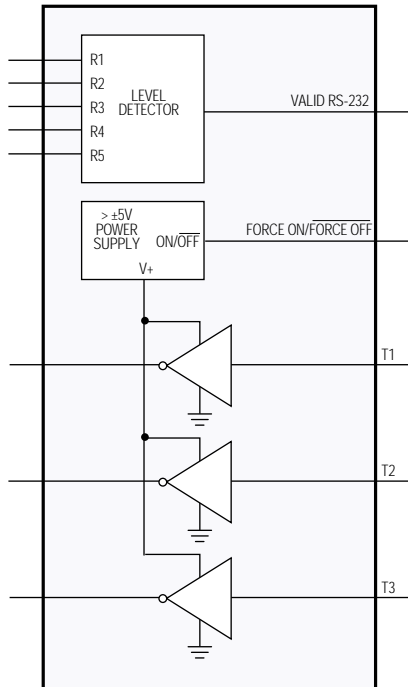 R1
R2
R3
R4
R5
LEVEL
DETECTOR
VALID RS-232
> ±5V
POWER
SUPPLY
ON/OFF
V+
FORCE ON/FORCE OFF
T1
T2
T3